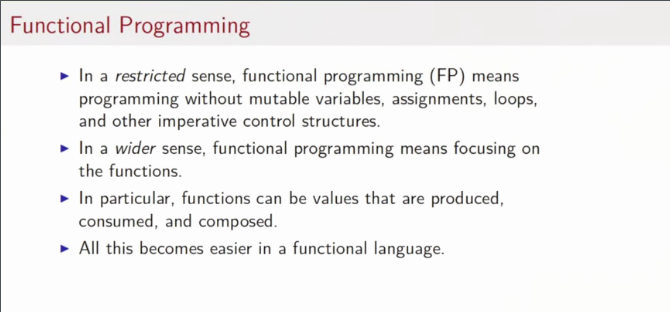 Functional Programming
In a restricted sense, functional programming (FP) means
programming without mutable variables, assignments, loops,
and other imperative control structures.
In a wider sense, functional programming means focusing on
the functions.
In particular, functions can be values that are produced,
consumed, and composed.
All this becomes easier in a functional language.